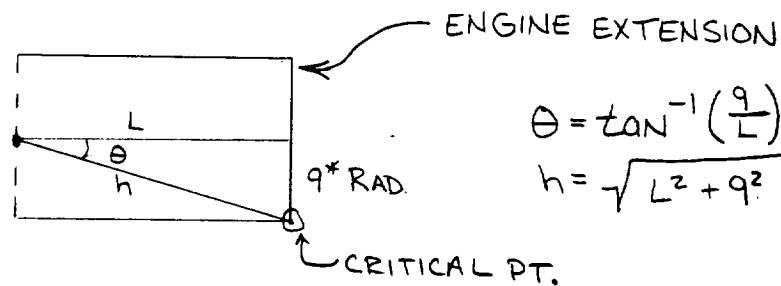 ENGINE EXTENSION
L
θ
h
9* RAD.
CRITICAL PT.
θ = tan⁻¹ (9/L)
h = √(L² + 9²)